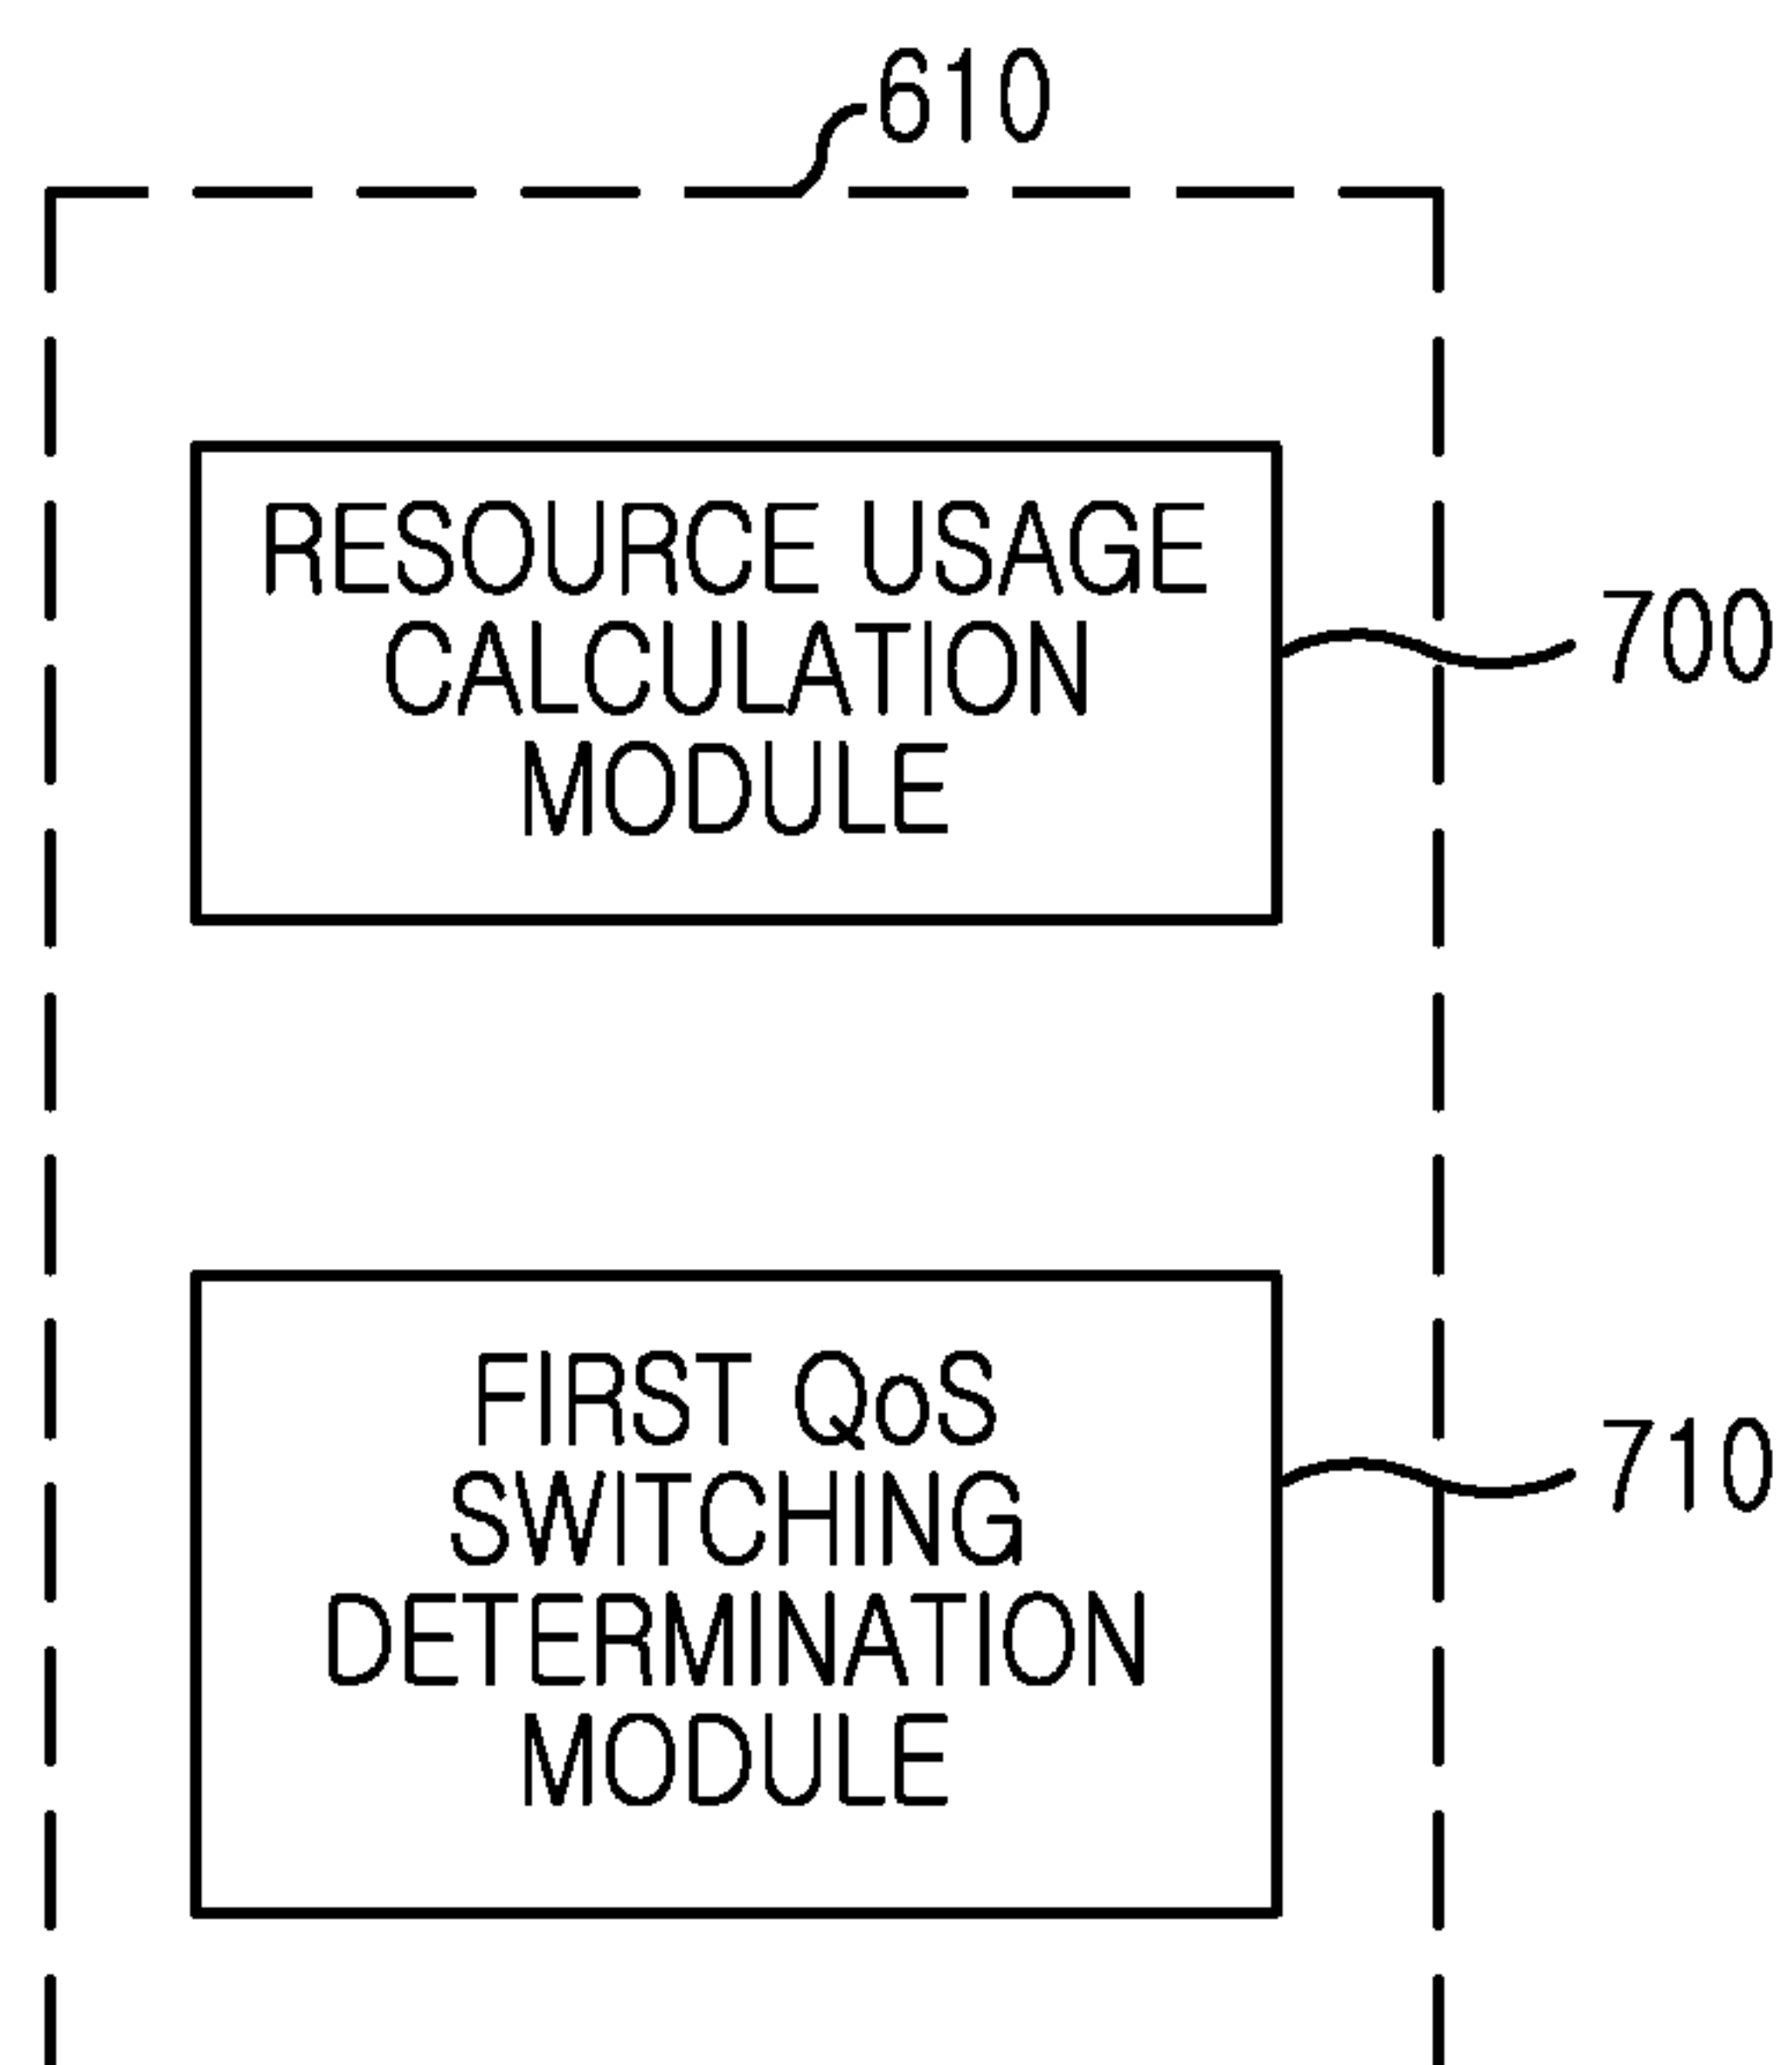 610
RESOURCE USAGE
CALCULATION
MODULE
700
FIRST QoS
SWITCHING
DETERMINATION
MODULE
710